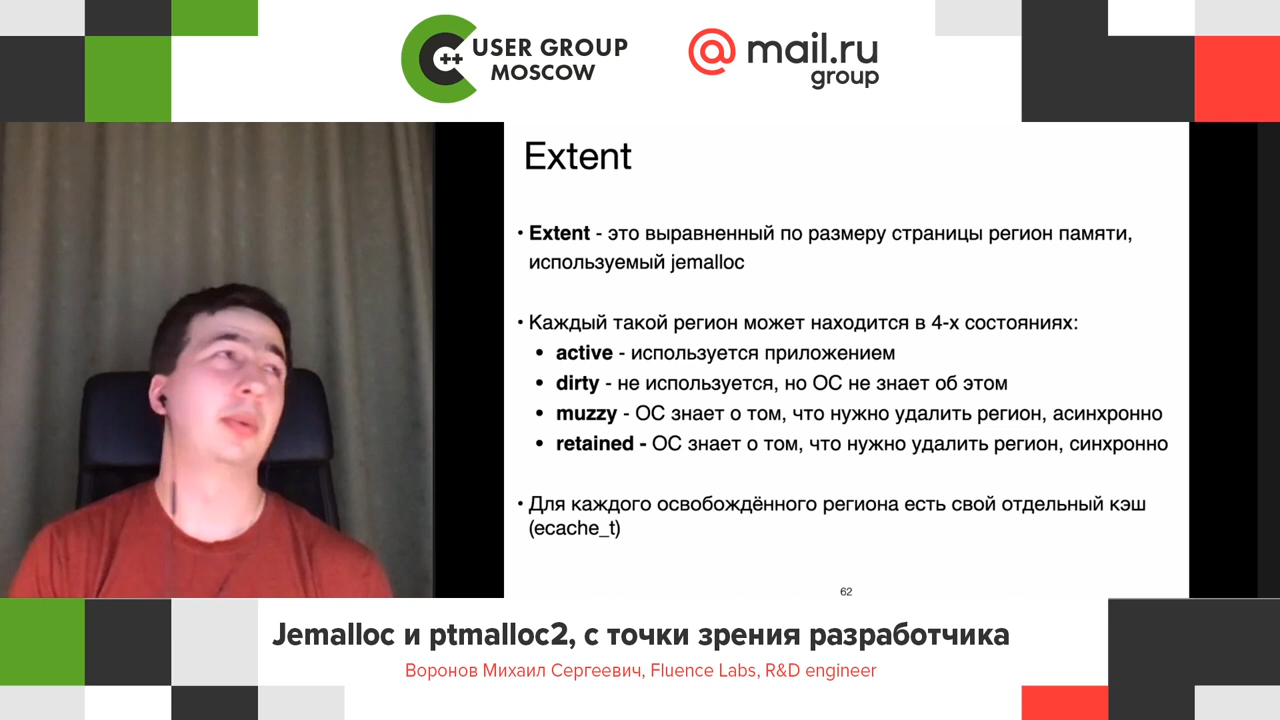 C++ USER GROUP
MOSCOW
@mail.ru
group
Extent
• Extent - это выравненный по размеру страницы регион памяти,
используемый jemalloc
• Каждый такой регион может находится в 4-х состояниях:
• active - используется приложением
• dirty - не используется, но ОС не знает об этом
• muzzy - ОС знает о том, что нужно удалить регион, асинхронно
• retained - ОС знает о том, что нужно удалить регион, синхронно
• Для каждого освобождённого региона есть свой отдельный кэш
(ecache_t)
62
Jemalloc и ptmalloc2, с точки зрения разработчика
Воронов Михаил Сергеевич, Fluence Labs, R&D engineer